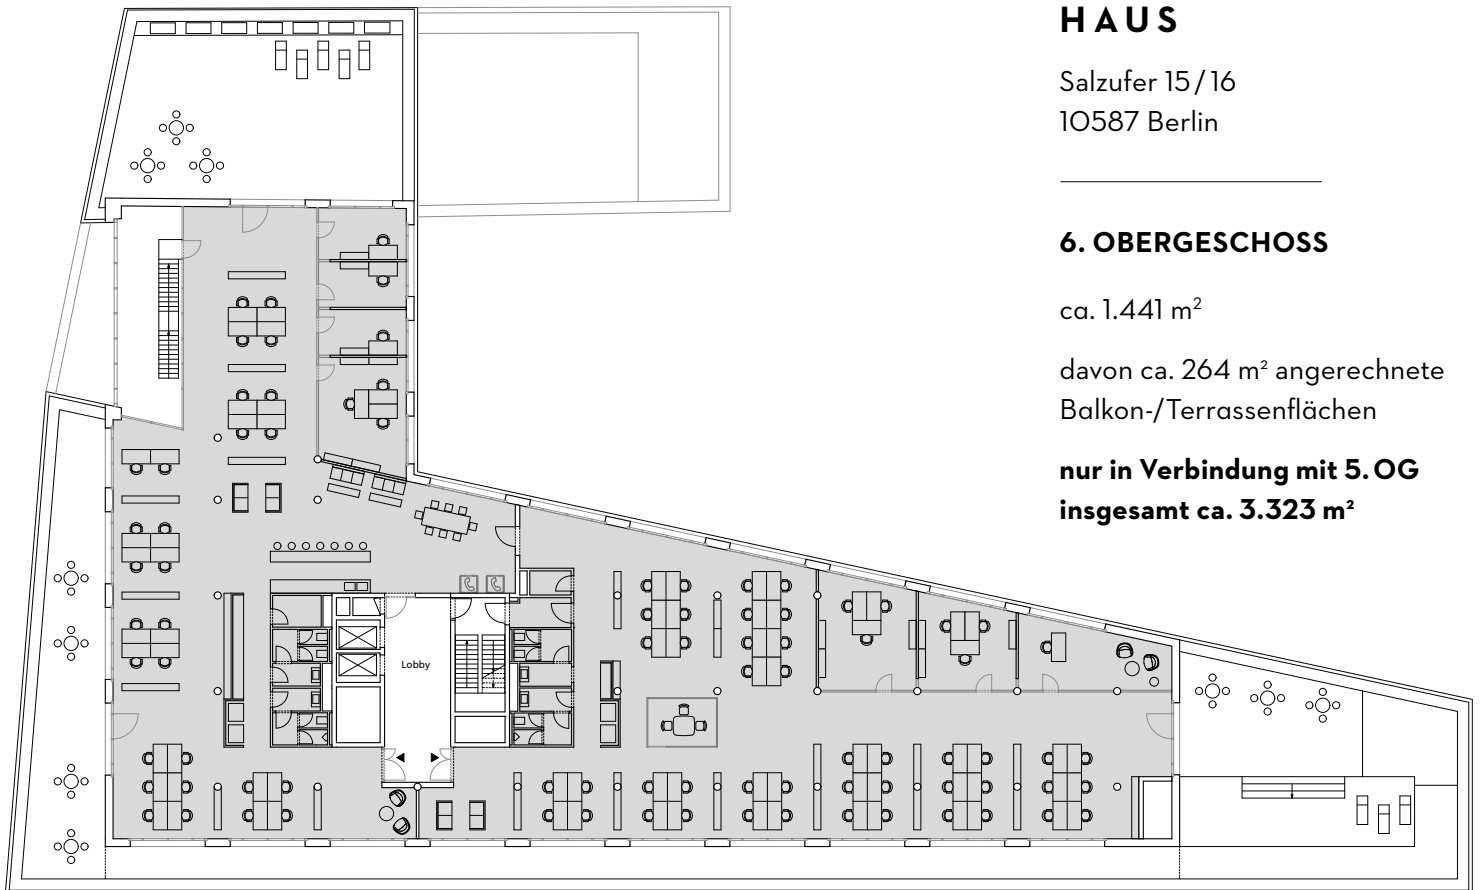 HAUS
Salzufer 15/16
10587 Berlin
6. OBERGESCHOSS
ca. 1.441 m²
davon ca. 264 m² angerechnete
Balkon-/Terrassenflächen
nur in Verbindung mit 5. OG
insgesamt ca. 3.323 m²
Lobby